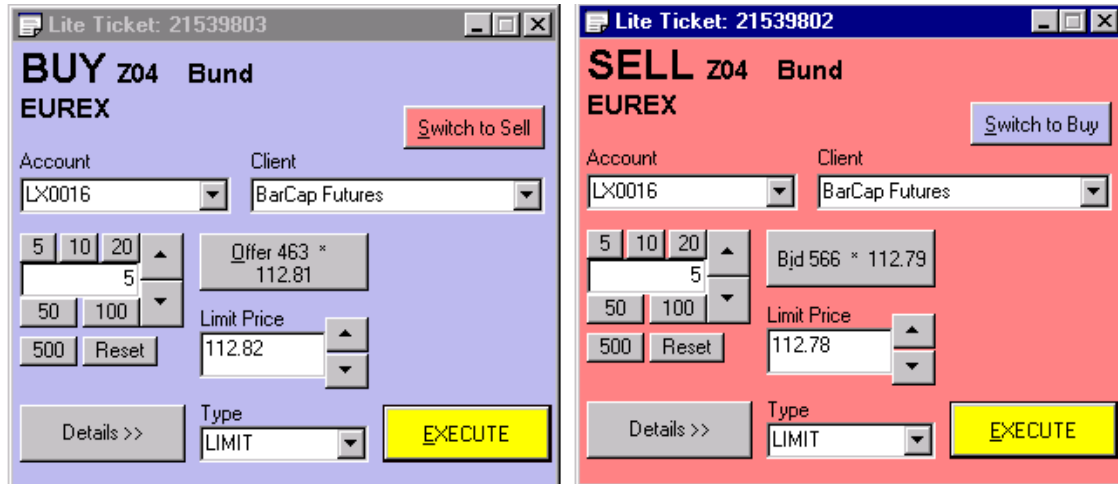 Lite Ticket: 21539803
BUY Z04 Bund
EUREX
Switch to Sell
Account Client
LX0016 BarCap Futures
5 10 20
5
50 100
500 Reset
Offer 463 *
112.81
Limit Price
112.82
Details >>
Type
LIMIT
EXECUTE
Lite Ticket: 21539802
SELL Z04 Bund
EUREX
Switch to Buy
Account Client
LX0016 BarCap Futures
5 10 20
5
50 100
500 Reset
Bid 566 * 112.79
Limit Price
112.78
Details >>
Type
LIMIT
EXECUTE